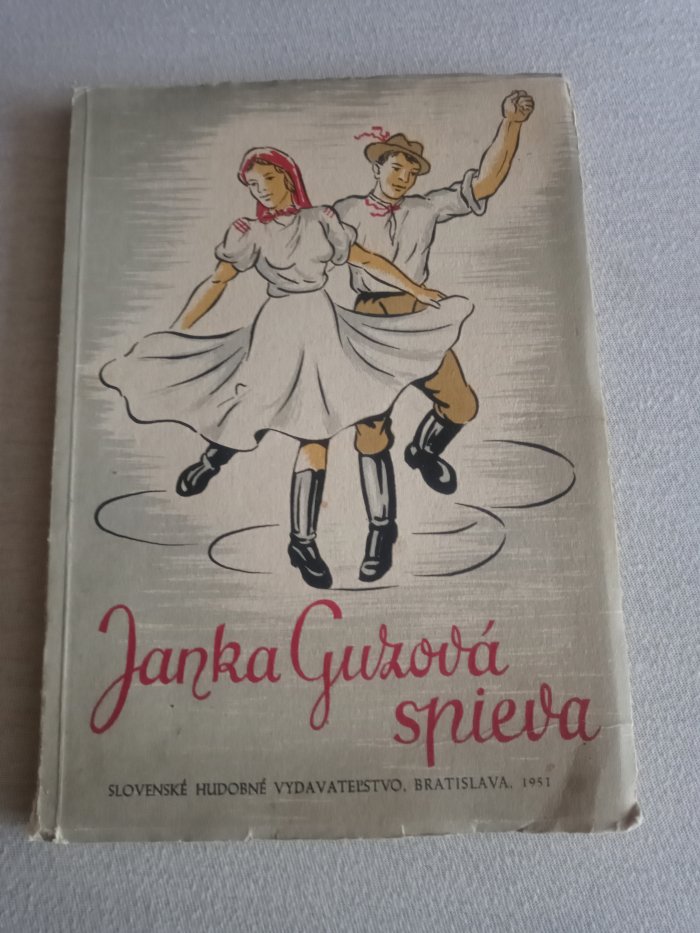 Janka Guzová
spieva
SLOVENSKÉ HUDOBNÉ VYDAVATEĽSTVO, BRATISLAVA, 1951